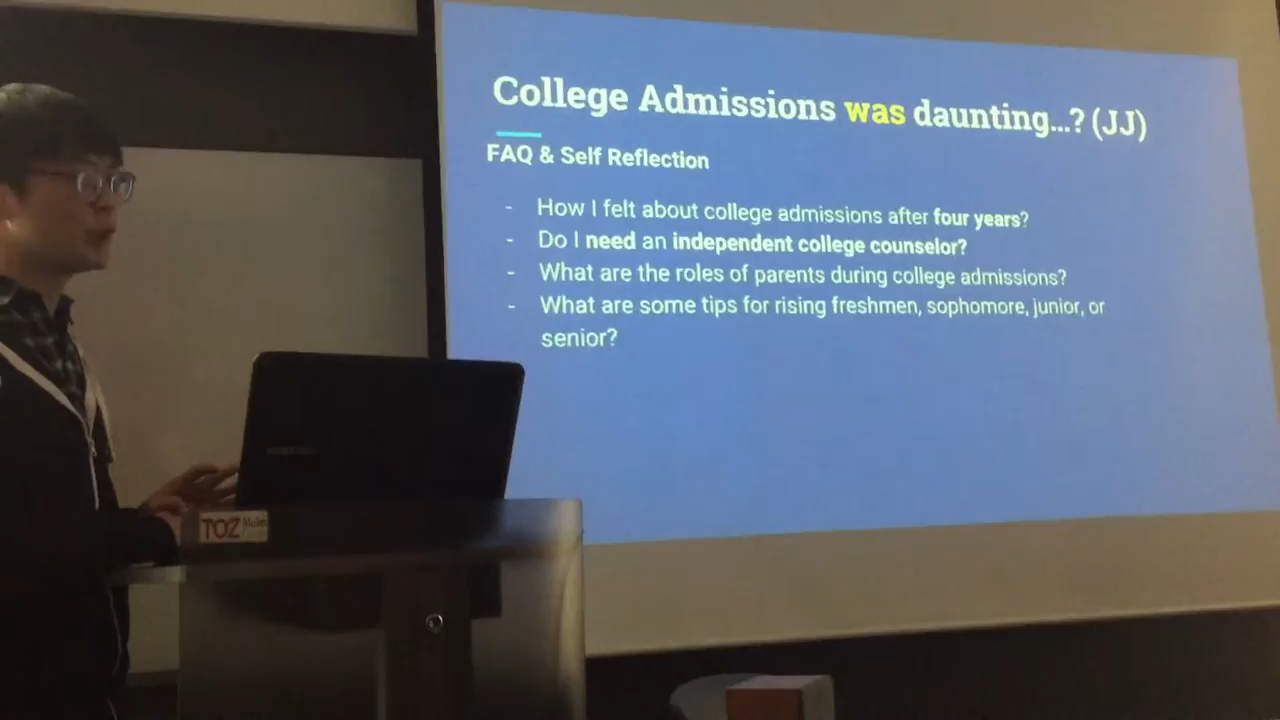 College Admissions was daunting...? (JJ)
FAQ & Self Reflection
- How I felt about college admissions after four years?
- Do I need an independent college counselor?
- What are the roles of parents during college admissions?
- What are some tips for rising freshmen, sophomore, junior, or
senior?
TOZ